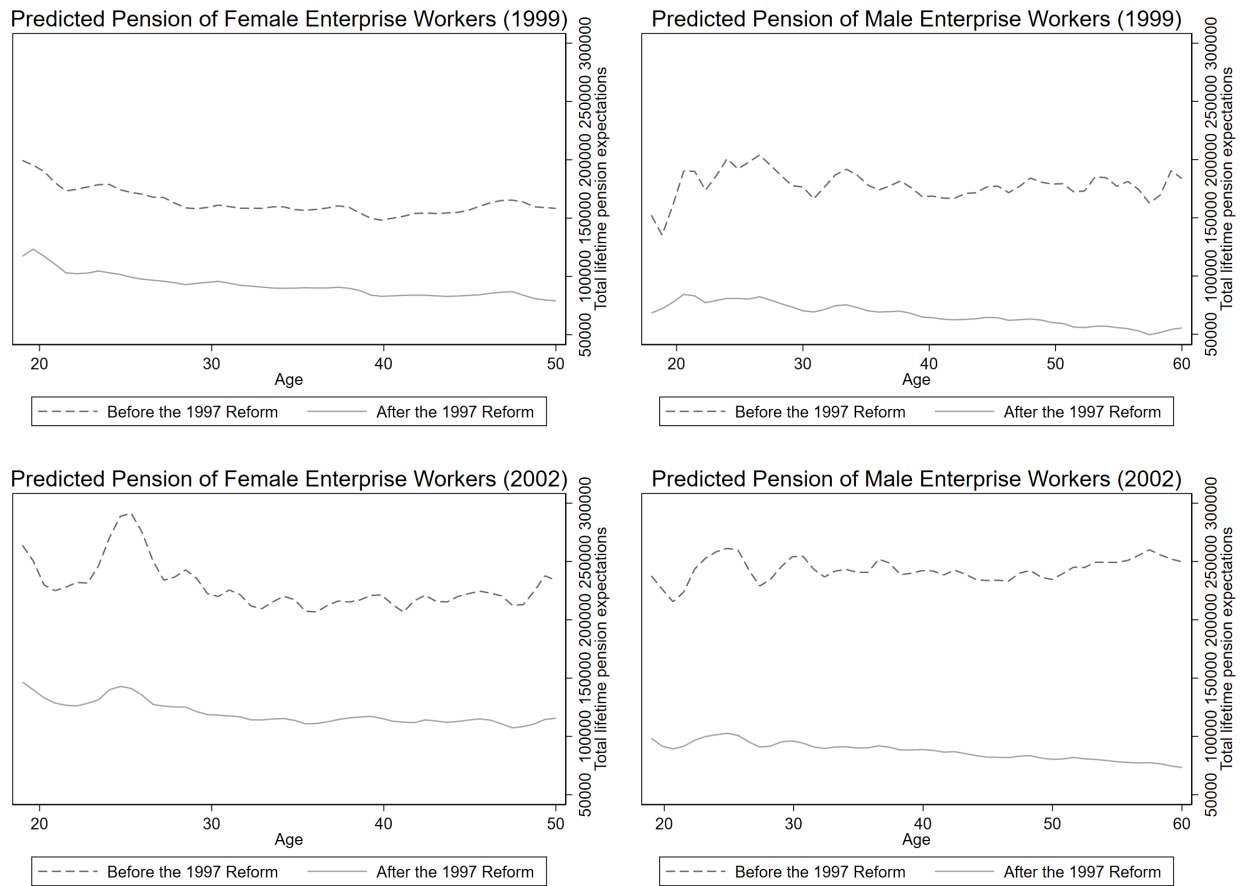 Predicted Pension of Female Enterprise Workers (1999)
50000 100000 150000 200000 250000 300000
Total lifetime pension expectations
20 30 40 50
Age
Before the 1997 Reform After the 1997 Reform
Predicted Pension of Male Enterprise Workers (1999)
50000 100000 150000 200000 250000 300000
Total lifetime pension expectations
20 30 40 50 60
Age
Before the 1997 Reform After the 1997 Reform
Predicted Pension of Female Enterprise Workers (2002)
50000 100000 150000 200000 250000 300000
Total lifetime pension expectations
20 30 40 50
Age
Before the 1997 Reform After the 1997 Reform
Predicted Pension of Male Enterprise Workers (2002)
50000 100000 150000 200000 250000 300000
Total lifetime pension expectations
20 30 40 50 60
Age
Before the 1997 Reform After the 1997 Reform